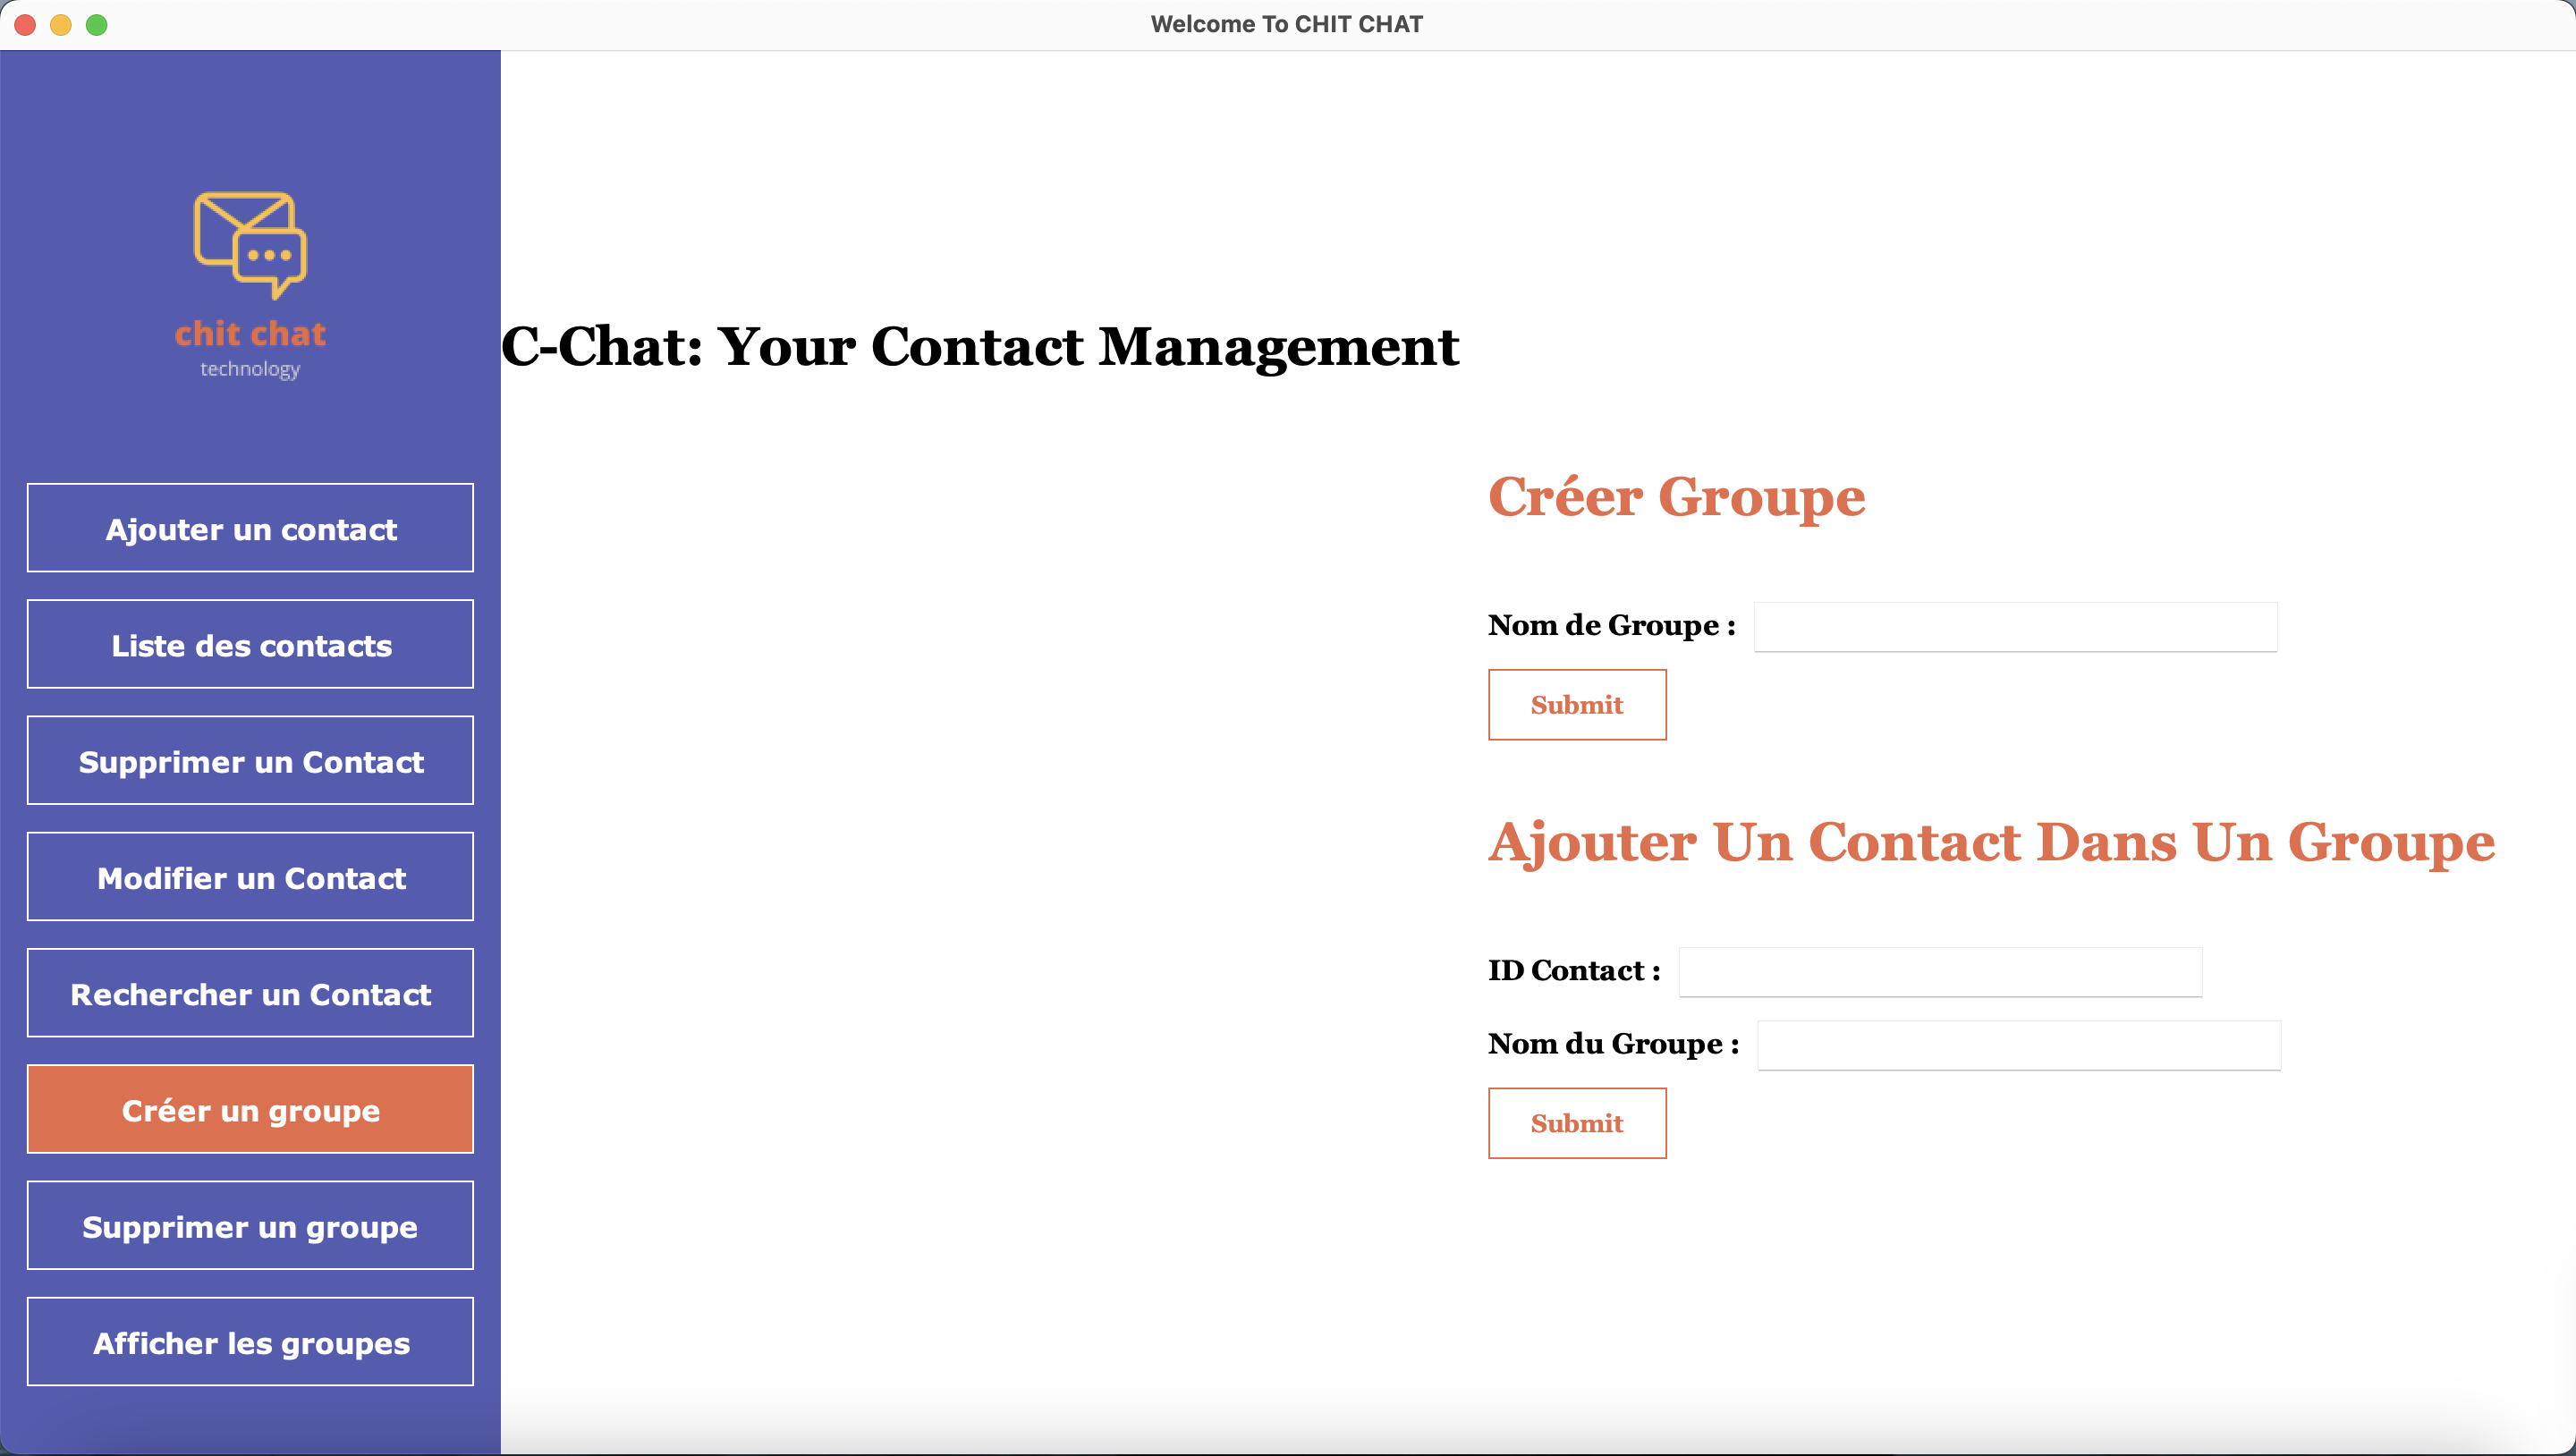 Welcome To CHIT CHAT
chit chat
technology
Ajouter un contact
Liste des contacts
Supprimer un Contact
Modifier un Contact
Rechercher un Contact
Créer un groupe
Supprimer un groupe
Afficher les groupes
C-Chat: Your Contact Management
Créer Groupe
Nom de Groupe :
Submit
Ajouter Un Contact Dans Un Groupe
ID Contact :
Nom du Groupe :
Submit